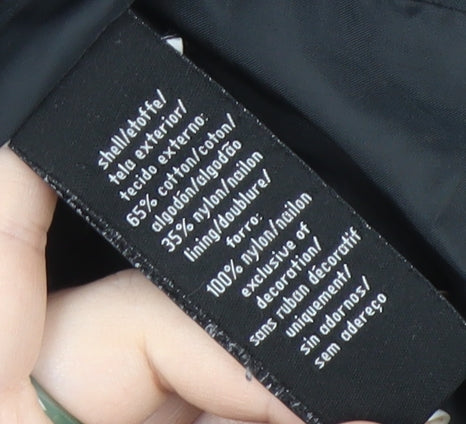 shell/etoffe/
tela exterior/
tecido externo:
65% cotton/coton/
algodon/algodão
35% nylon/nailon
lining/doublure/
forro:
100% nylon/nailon
exclusive of
decoration/
sans ruban decoratif
uniquement/
sin adornos/
sem adereço